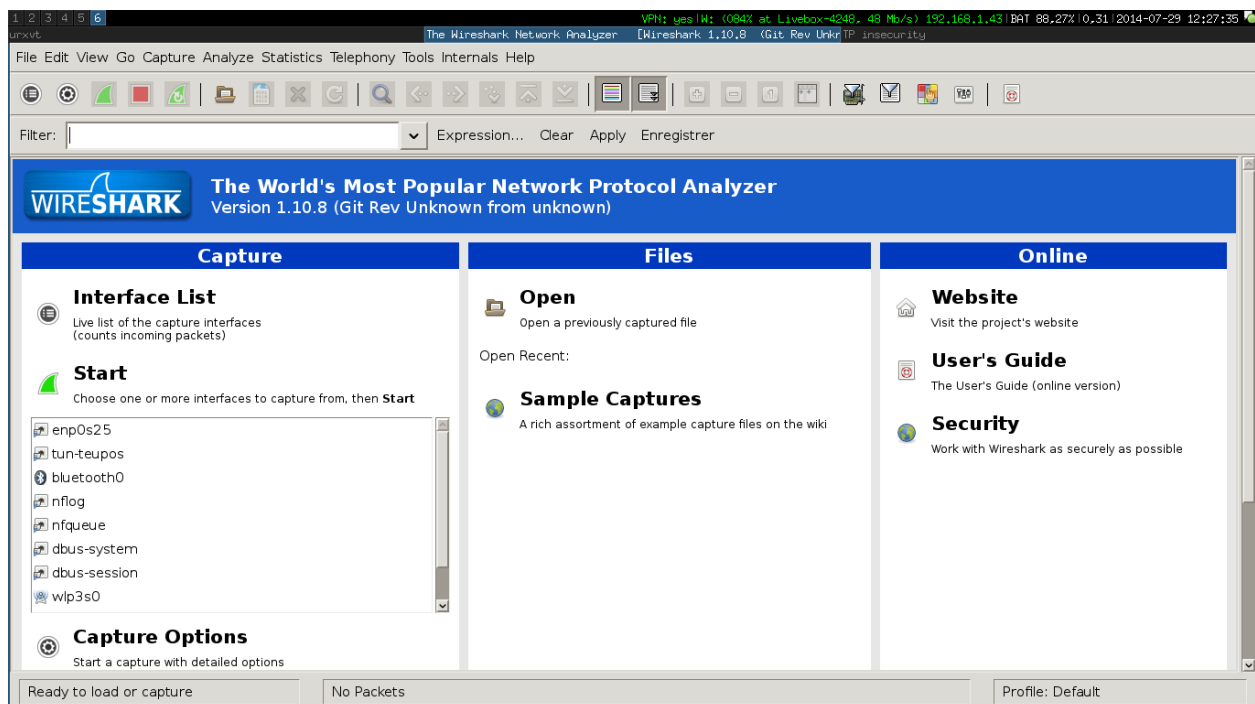 1 2 3 4 5 6 VPN: yes|W: (084% at Livebox-4248, 48 Mb/s) 192.168.1.43|BAT 88,27%|0.31|2014-07-29 12:27:35
urxvt The Wireshark Network Analyzer [Wireshark 1.10.8 (Git Rev Unkr TP insecurity
File Edit View Go Capture Analyze Statistics Telephony Tools Internals Help
Filter: Expression... Clear Apply Enregistrer
WIRESHARK
The World's Most Popular Network Protocol Analyzer
Version 1.10.8 (Git Rev Unknown from unknown)
Capture
Interface List
Live list of the capture interfaces
(counts incoming packets)
Start
Choose one or more interfaces to capture from, then Start
enp0s25
tun-teupos
bluetooth0
nflog
nfqueue
dbus-system
dbus-session
wlp3s0
Capture Options
Start a capture with detailed options
Files
Open
Open a previously captured file
Open Recent:
Sample Captures
A rich assortment of example capture files on the wiki
Online
Website
Visit the project's website
User's Guide
The User's Guide (online version)
Security
Work with Wireshark as securely as possible
Ready to load or capture No Packets Profile: Default